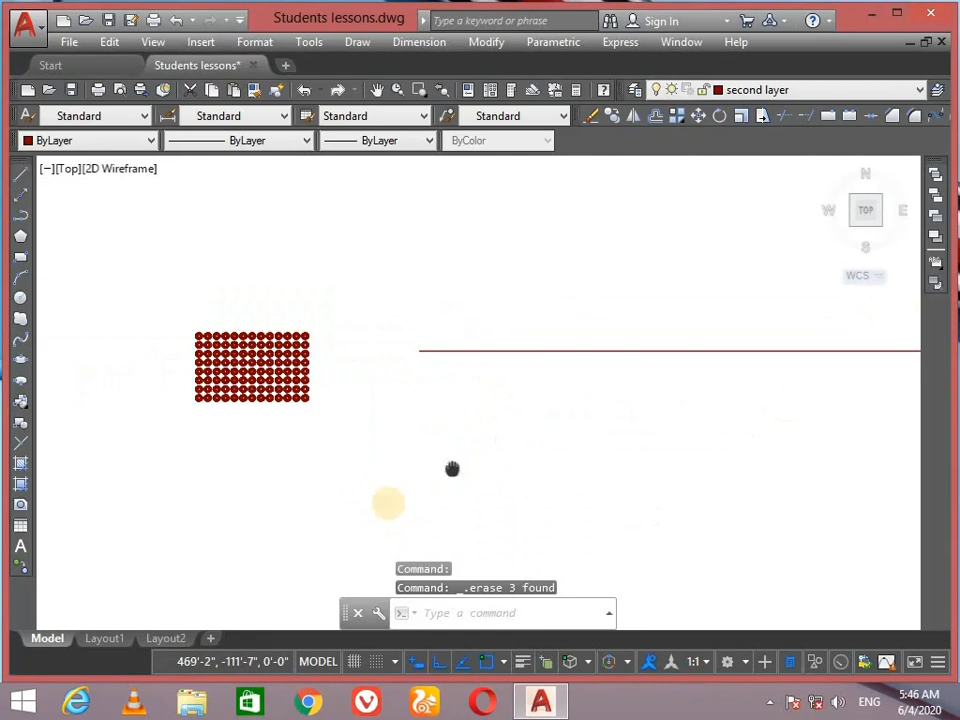 Students lessons.dwg
Type a keyword or phrase
Sign In
File Edit View Insert Format Tools Draw Dimension Modify Parametric Express Window Help
Start
Students lessons*
second layer
Standard Standard Standard Standard
ByLayer ByLayer ByLayer ByColor
[−][Top][2D Wireframe]
N
W TOP E
S
WCS
Command:
Command: _.erase 3 found
Type a command
Model Layout1 Layout2
469'-2", -111'-7", 0'-0" MODEL 1:1
ENG
5:46 AM
6/4/2020